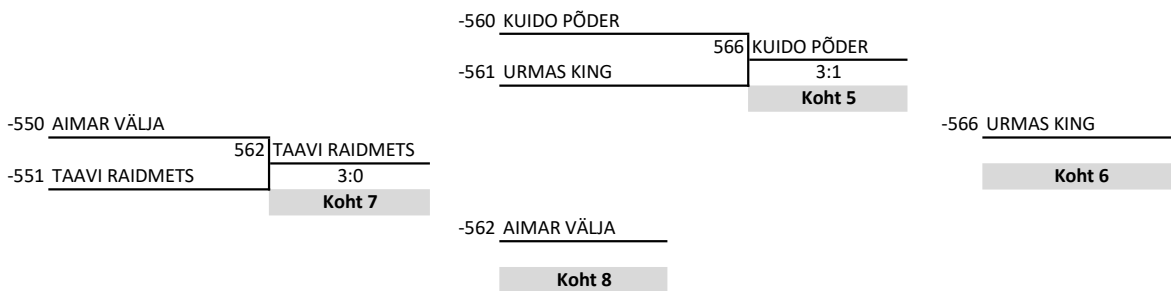 -560 KUIDO PÕDER
566 KUIDO PÕDER
-561 URMAS KING
3:1
Koht 5
-550 AIMAR VÄLJA
-566 URMAS KING
562 TAAVI RAIDMETS
-551 TAAVI RAIDMETS
3:0
Koht 6
Koht 7
-562 AIMAR VÄLJA
Koht 8